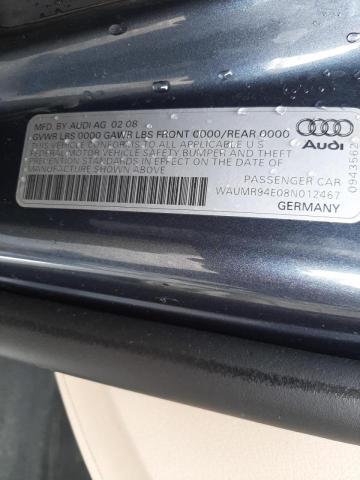 MFD. BY AUDI AG 02 08
GVWR LBS 0000 GAWR LBS FRONT 0000/REAR 0000
THIS VEHICLE CONFORMS TO ALL APPLICABLE U S
FEDERAL MOTOR VEHICLE SAFETY BUMPER AND THEFT
PREVENTION STANDARDS IN EFFECT ON THE DATE OF
MANUFACTURE SHOWN ABOVE
Audi
PASSENGER CAR
WAUMR94E08N012467
GERMANY
0943562